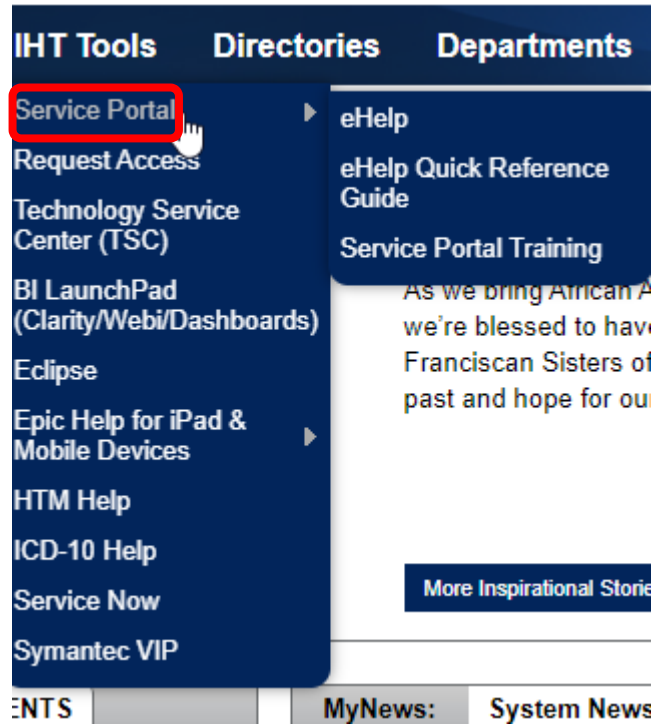 IHT Tools Directories Departments
Service Portal
Request Access
Technology Service
Center (TSC)
BI LaunchPad
(Clarity/Webi/Dashboards)
Eclipse
Epic Help for iPad &
Mobile Devices
HTM Help
ICD-10 Help
Service Now
Symantec VIP
eHelp
eHelp Quick Reference
Guide
Service Portal Training
As we bring African A
we're blessed to have
Franciscan Sisters of
past and hope for our
More Inspirational Storie
ENTS MyNews: System News